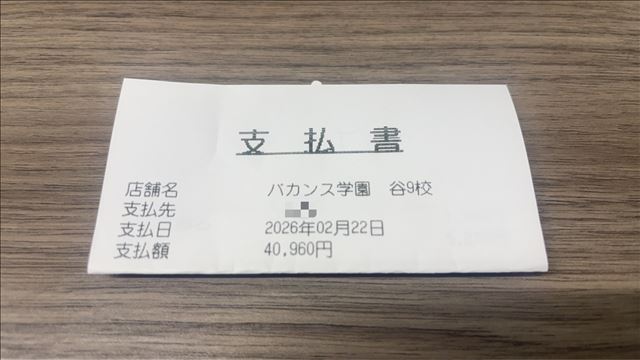 支払書
店舗名 バカンス学園 谷9校
支払先
支払日 2026年02月22日
支払額 40,960円